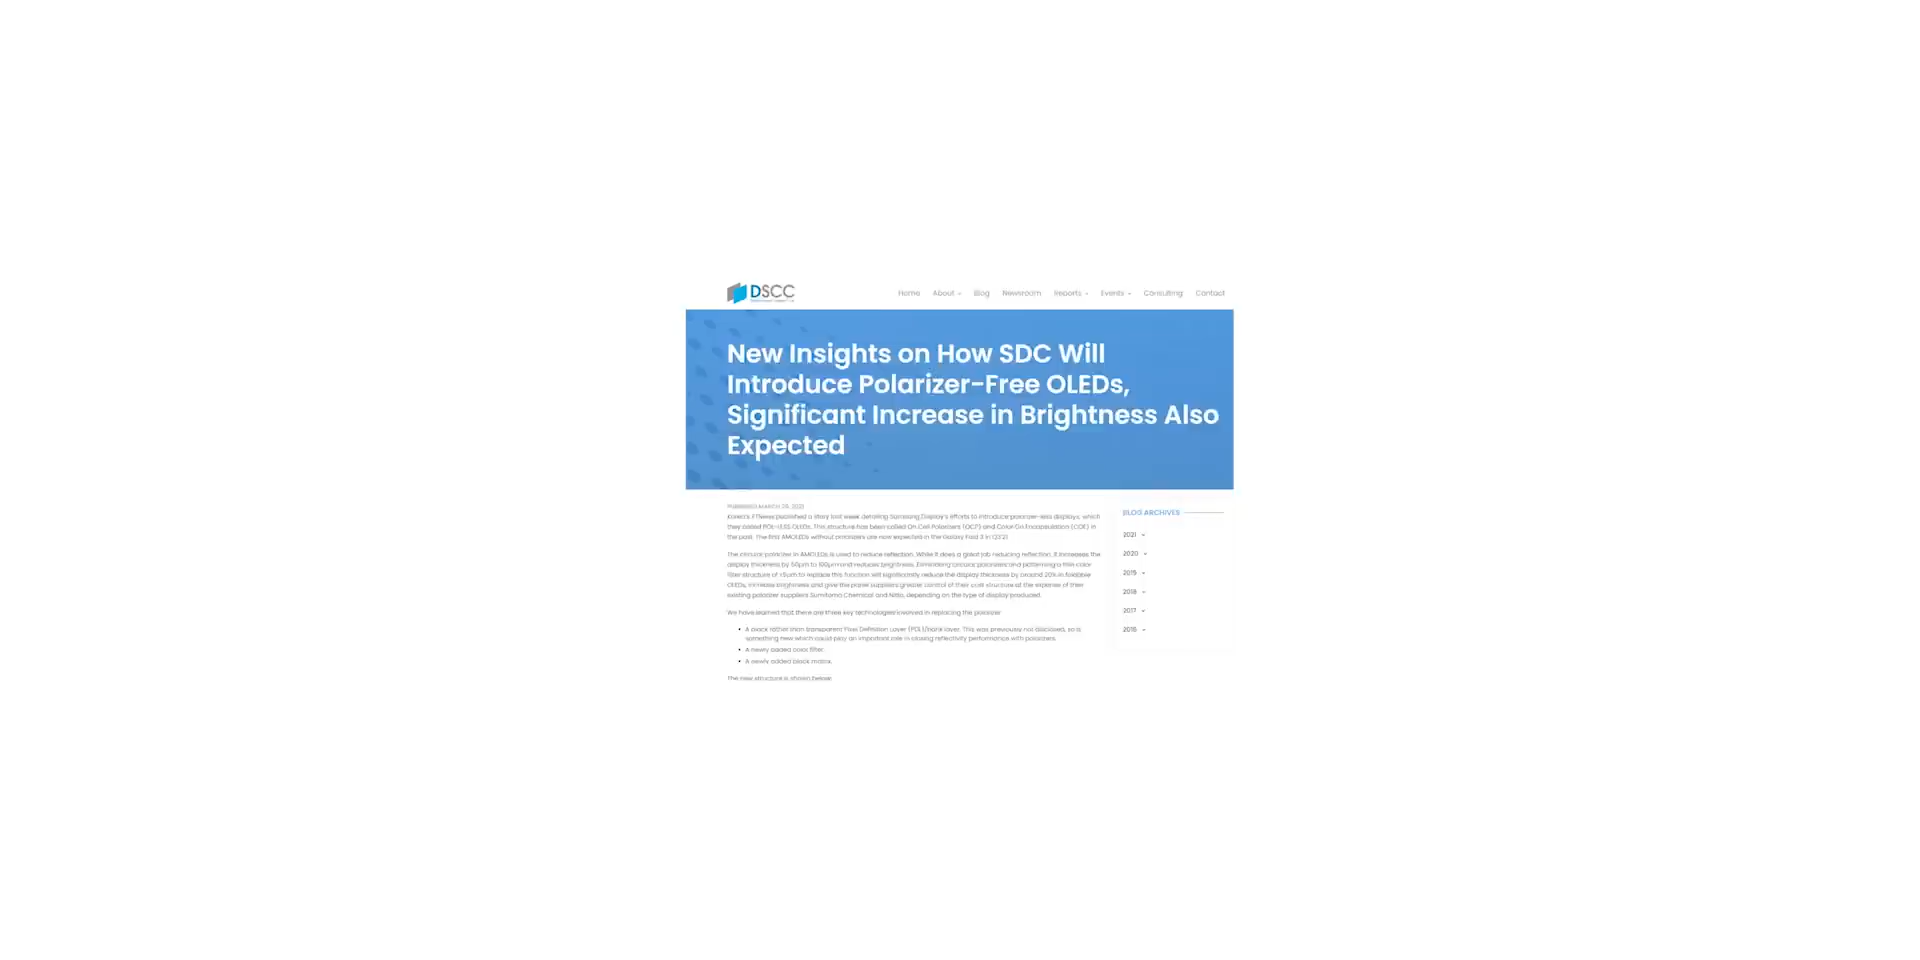 DSCC
Home About Blog Newsroom Reports Events Consulting Contact
New Insights on How SDC Will
Introduce Polarizer-Free OLEDs,
Significant Increase in Brightness Also
Expected
PUBLISHED MARCH 2021
Korea's ETNews published a story last week detailing Samsung Display's efforts to introduce polarizer-less displays, which
they called POL-LESS OLEDs. This structure has been called On Cell Polarizers (OCP) and Color On Encapsulation (COE) in
the past. The first AMOLEDs without polarizers are now expected in the Galaxy Fold 3 in Q3'21.
The circular polarizer in AMOLEDs is used to reduce reflection. While it does a great job reducing reflection, it increases the
display thickness by 50µm to 100µm and reduces brightness. Eliminating circular polarizers and patterning a thin color
filter structure of <5um to replace this function will significantly reduce the display thickness by around 20% in foldable
OLEDs, increase brightness and give the panel suppliers greater control of their cost structure at the expense of their
existing polarizer suppliers Sumitomo Chemical and Nitto, depending on the type of display produced.
We have learned that there are three key technologies involved in replacing the polarizer
• A black rather than transparent Pixel Definition Layer (PDL)/bank layer. This was previously not disclosed, so is
something new which could play an important role in closing reflectivity performance with polarizers.
• A newly added color filter.
• A newly added black matrix.
The new structure is shown below.
BLOG ARCHIVES
2021
2020
2019
2018
2017
2016